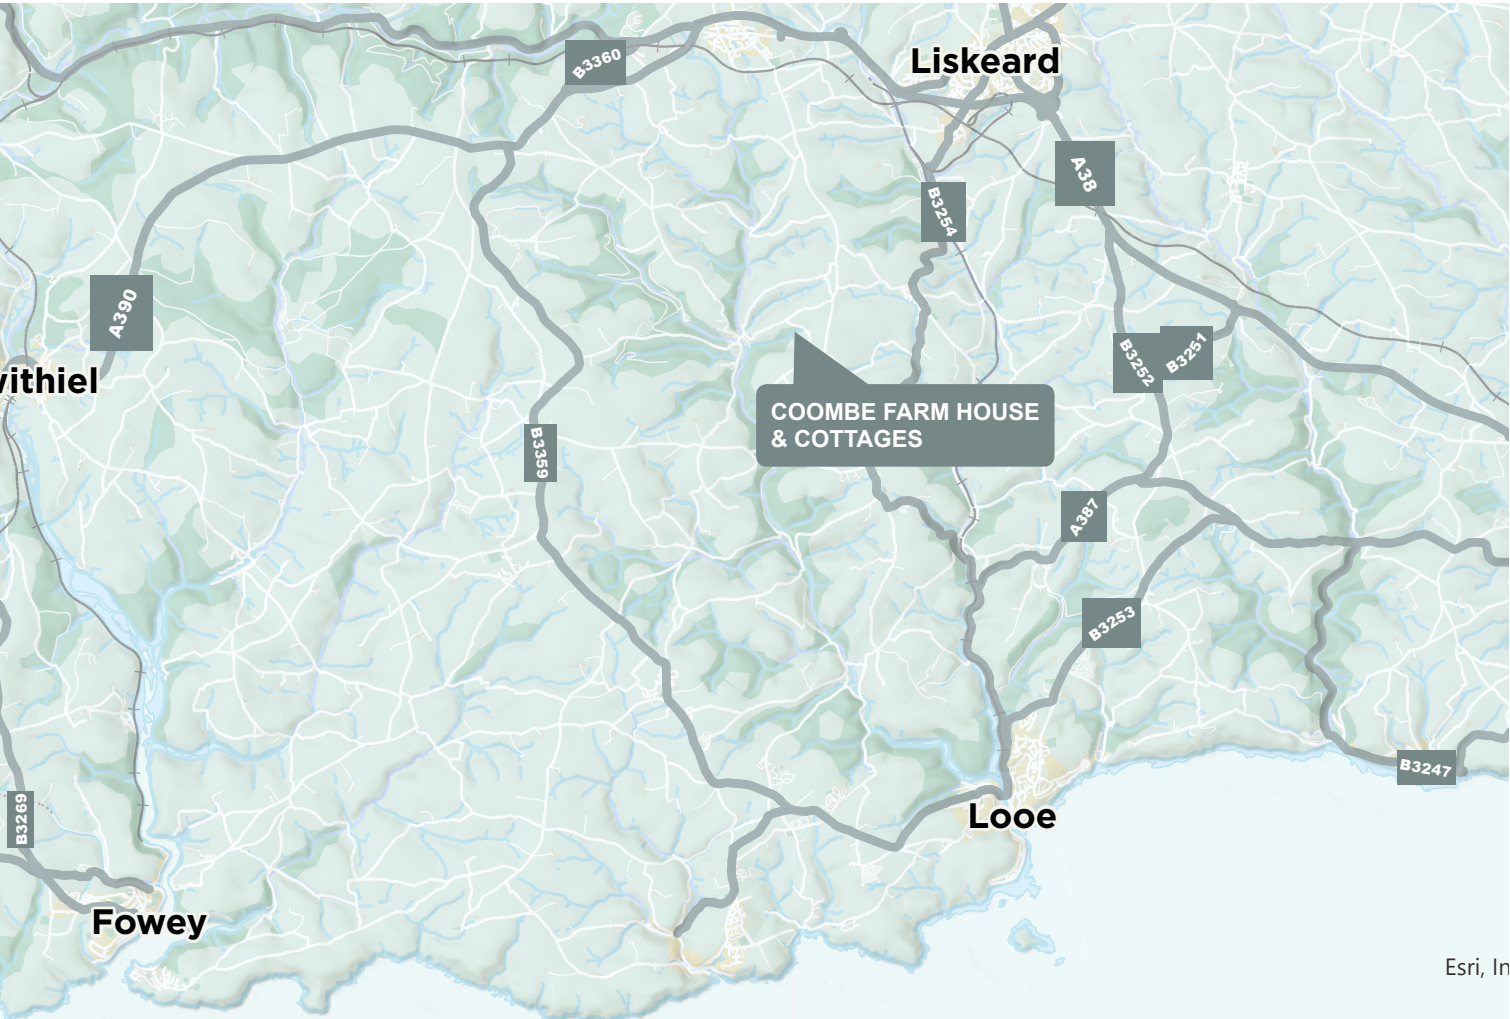 B3360
Liskeard
A38
B3254
A390
B3252
B3251
withiel
COOMBE FARM HOUSE
& COTTAGES
B3359
A387
B3253
B3247
B3269
Looe
Fowey
Esri, In